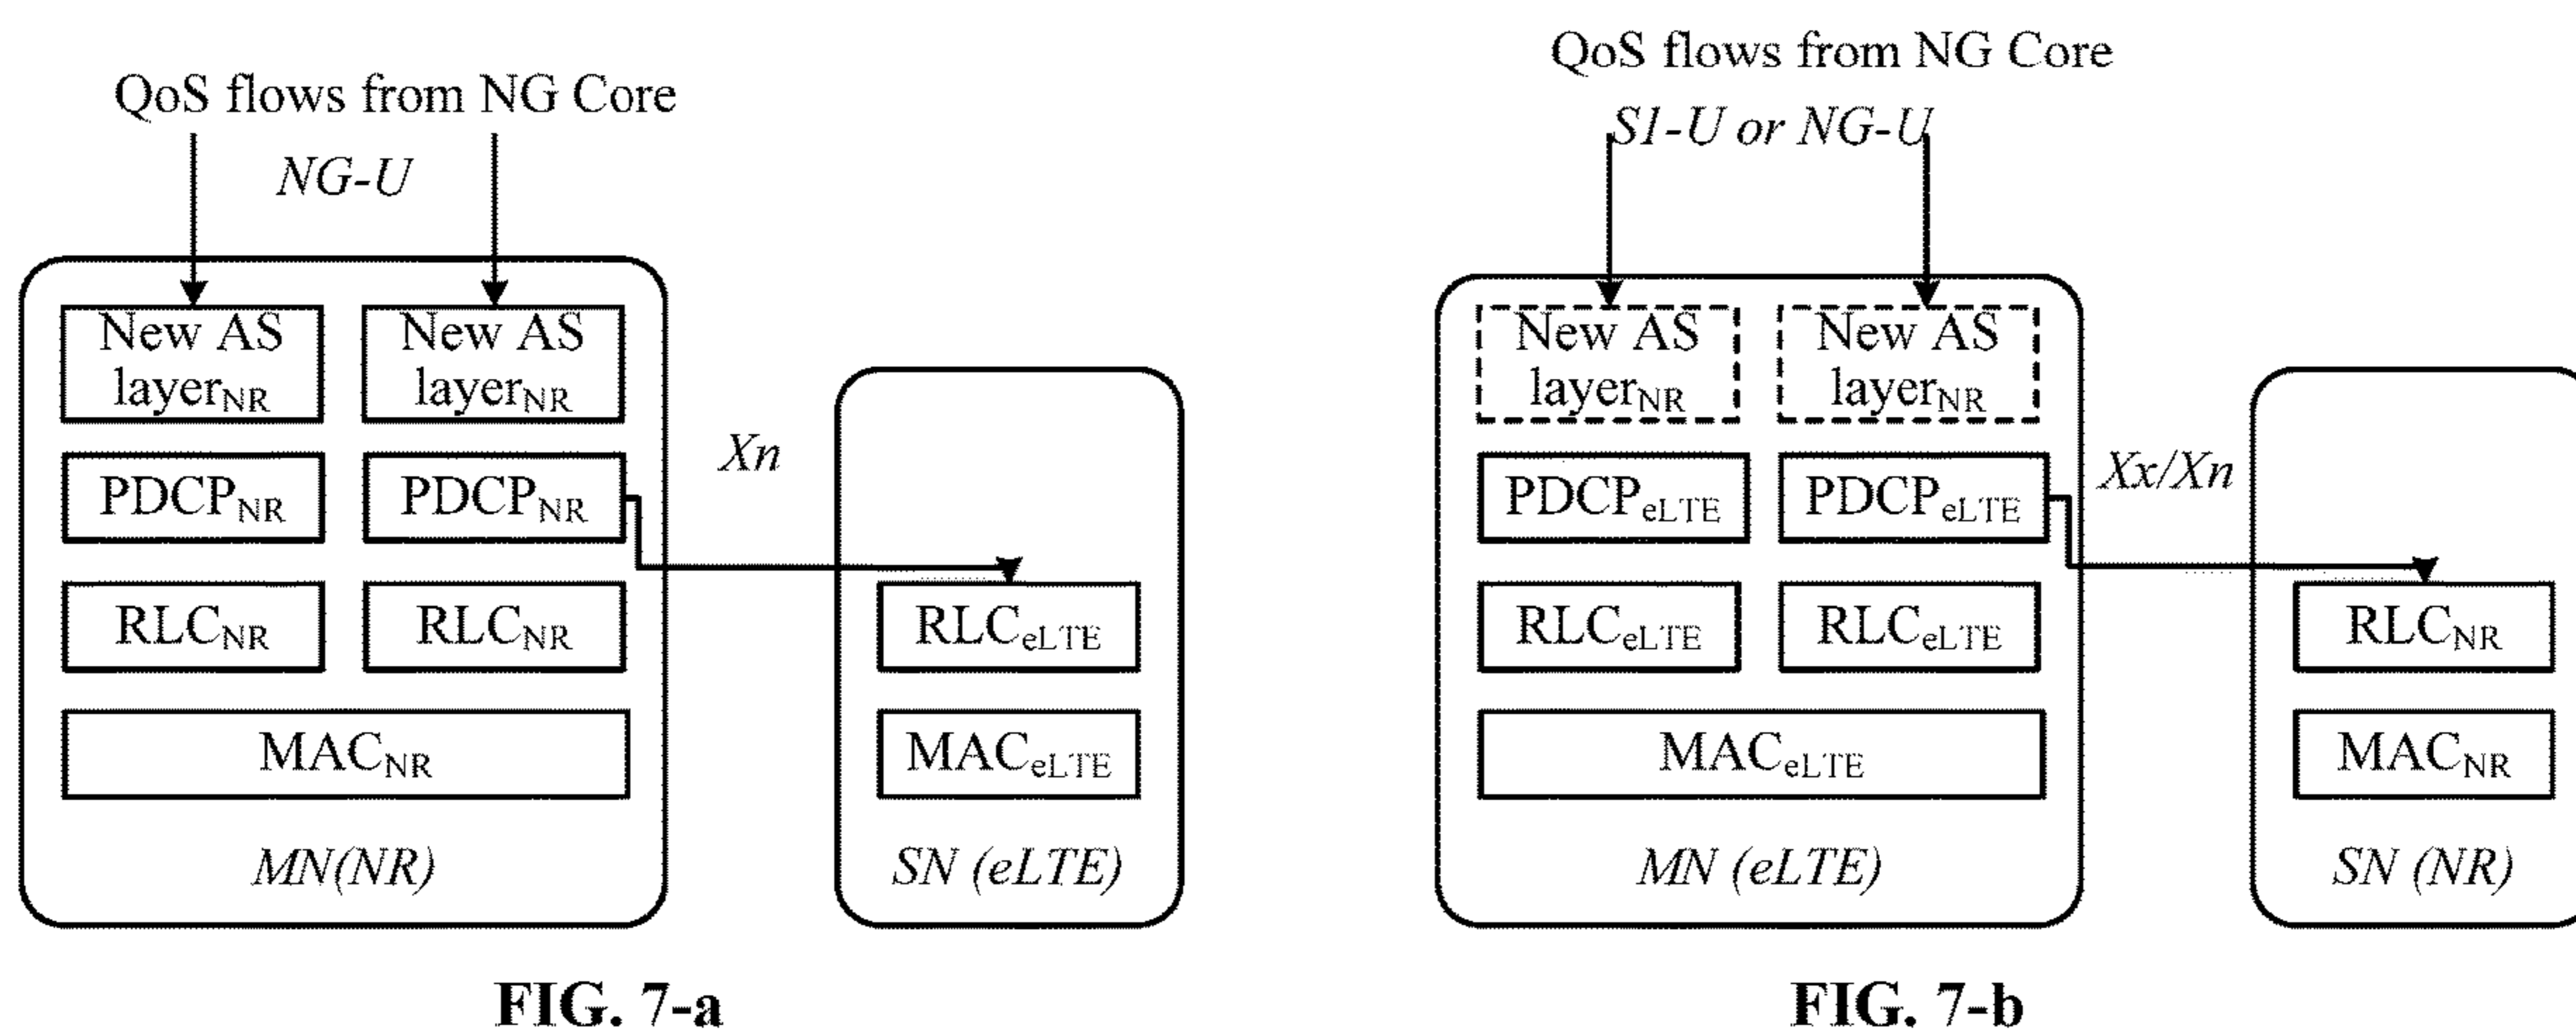 QoS flows from NG Core
NG-U
New AS
layerNR
New AS
layerNR
PDCPNR
PDCPNR
RLCNR
RLCNR
MACNR
MN(NR)
Xn
RLCeLTE
MACeLTE
SN (eLTE)
FIG. 7-a
QoS flows from NG Core
S1-U or NG-U
New AS
layerNR
New AS
layerNR
PDCPeLTE
PDCPeLTE
RLCeLTE
RLCeLTE
MACeLTE
MN (eLTE)
Xx/Xn
RLCNR
MACNR
SN (NR)
FIG. 7-b